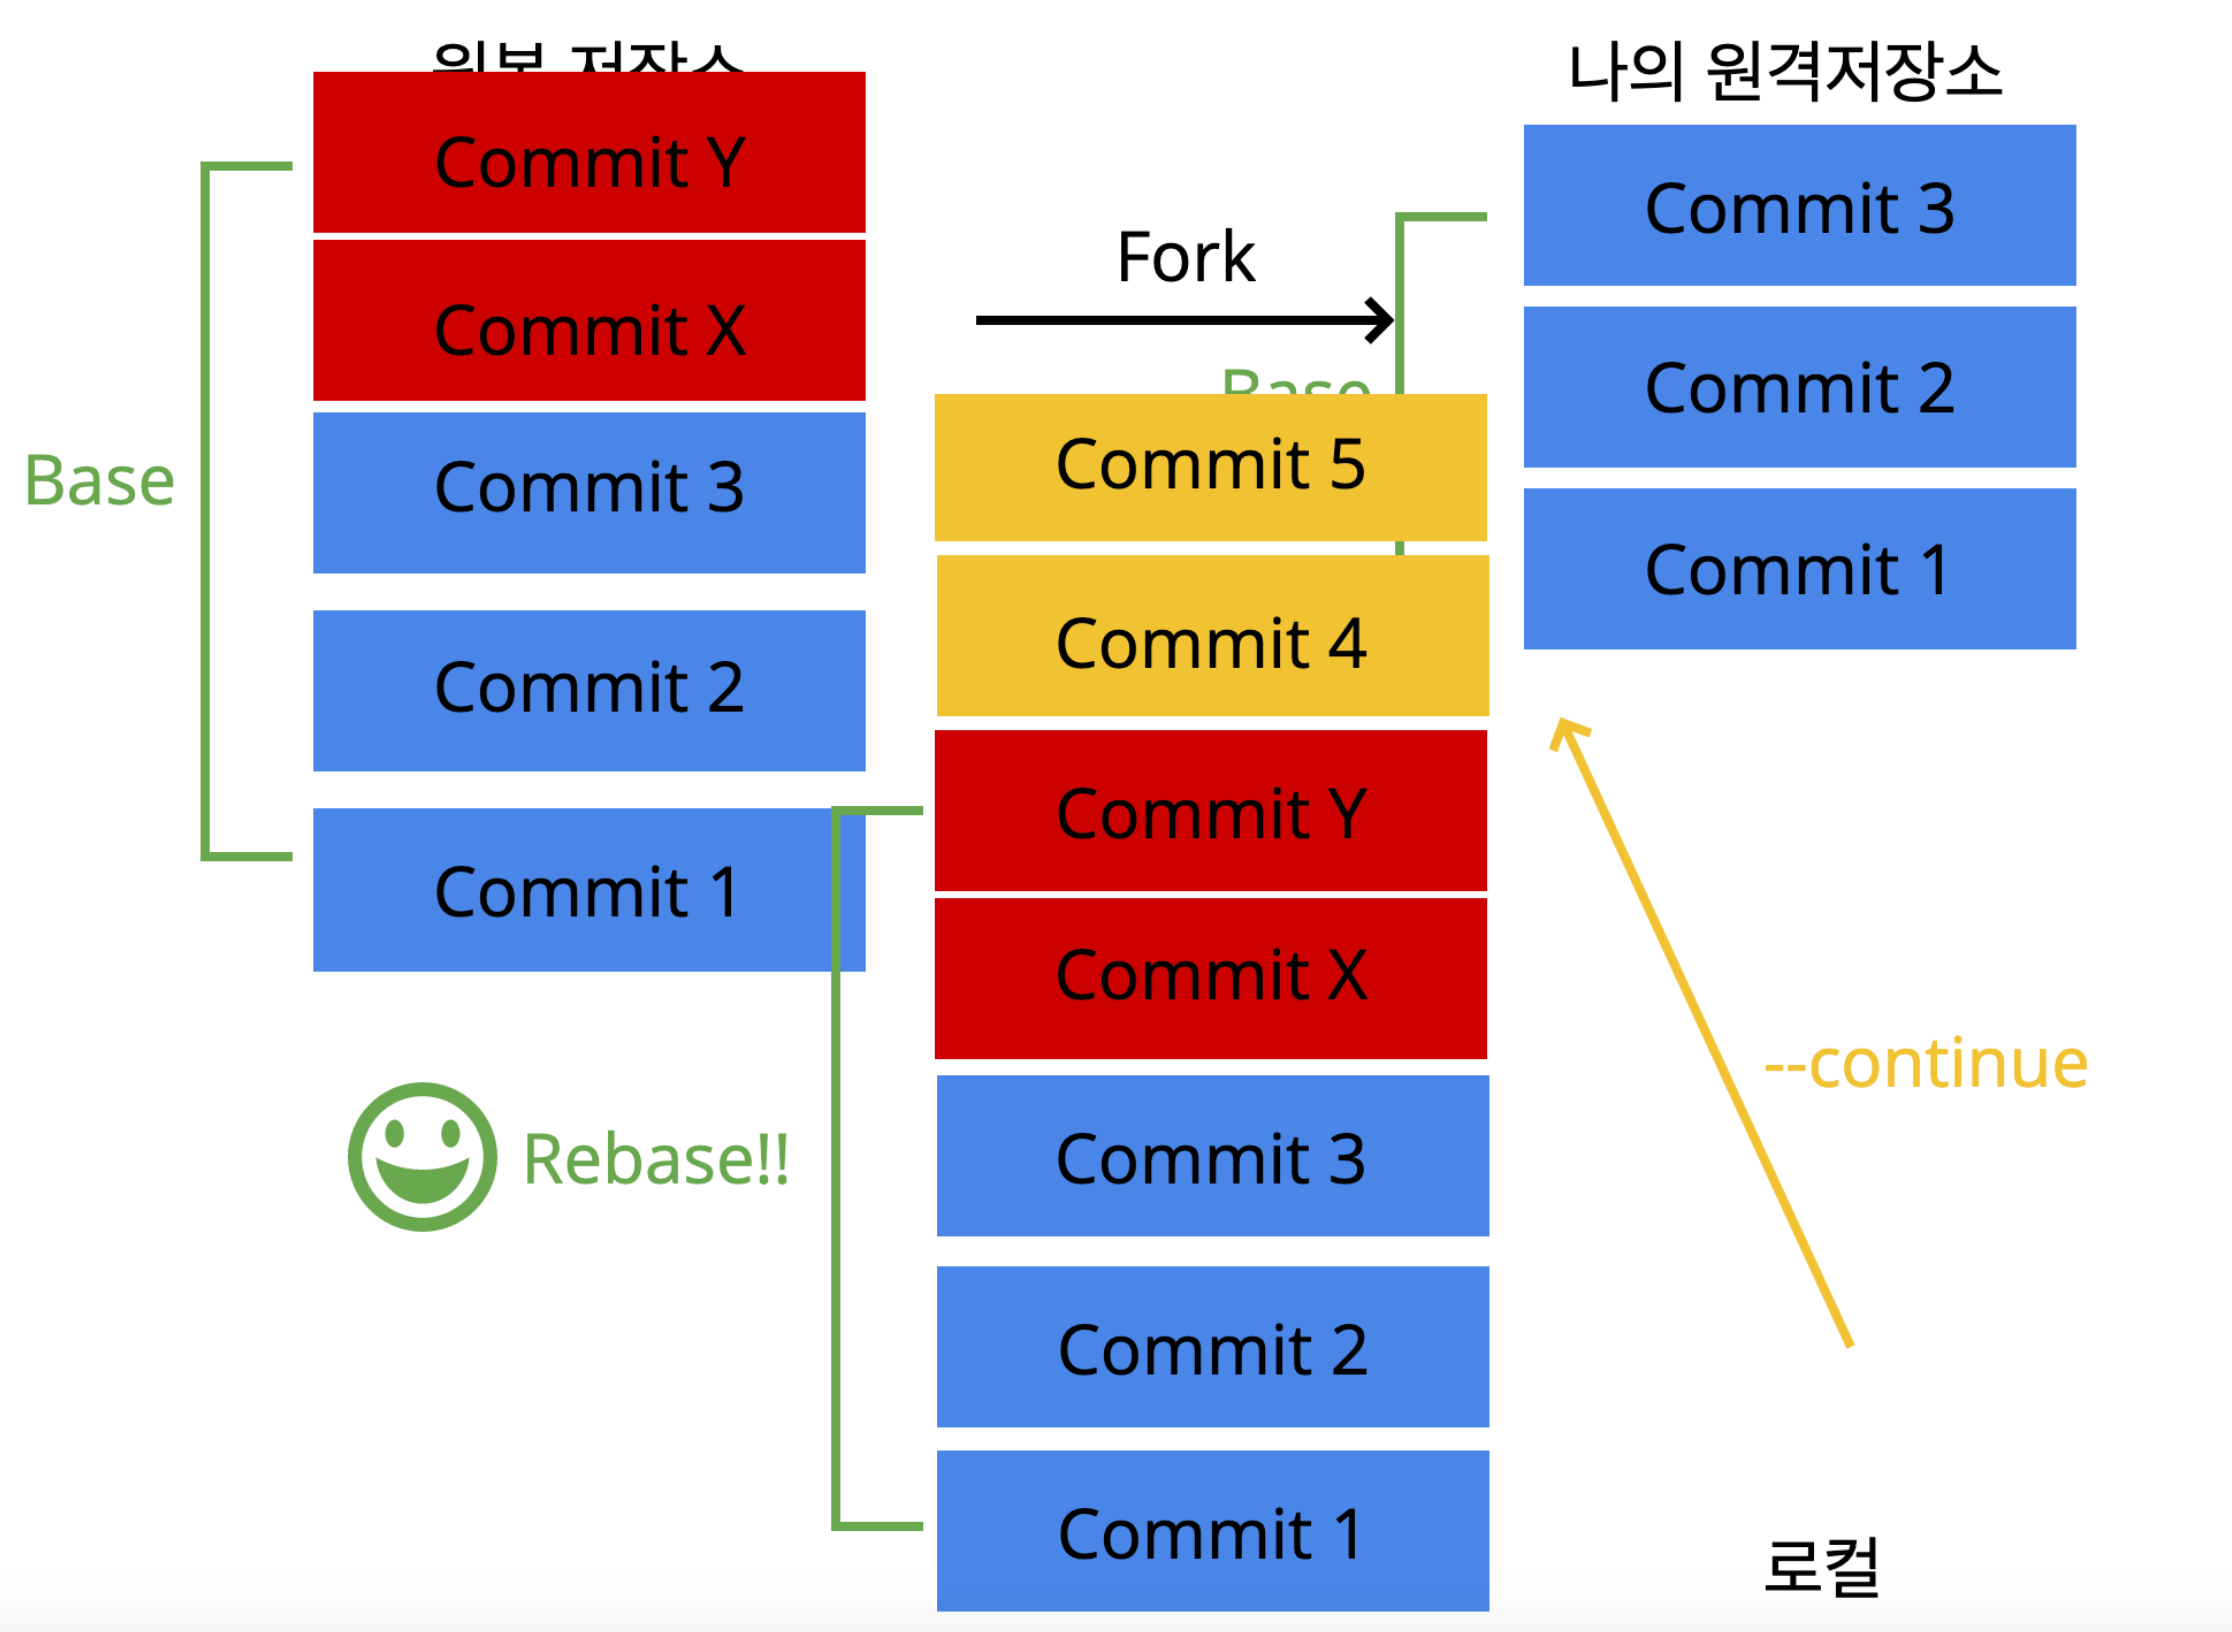 원본 저장소
Commit Y
Commit X
Commit 3
Commit 2
Commit 1
Base
Rebase!!
Fork
Base
Commit 5
Commit 4
Commit Y
Commit X
Commit 3
Commit 2
Commit 1
나의 원격저장소
Commit 3
Commit 2
Commit 1
--continue
로컬